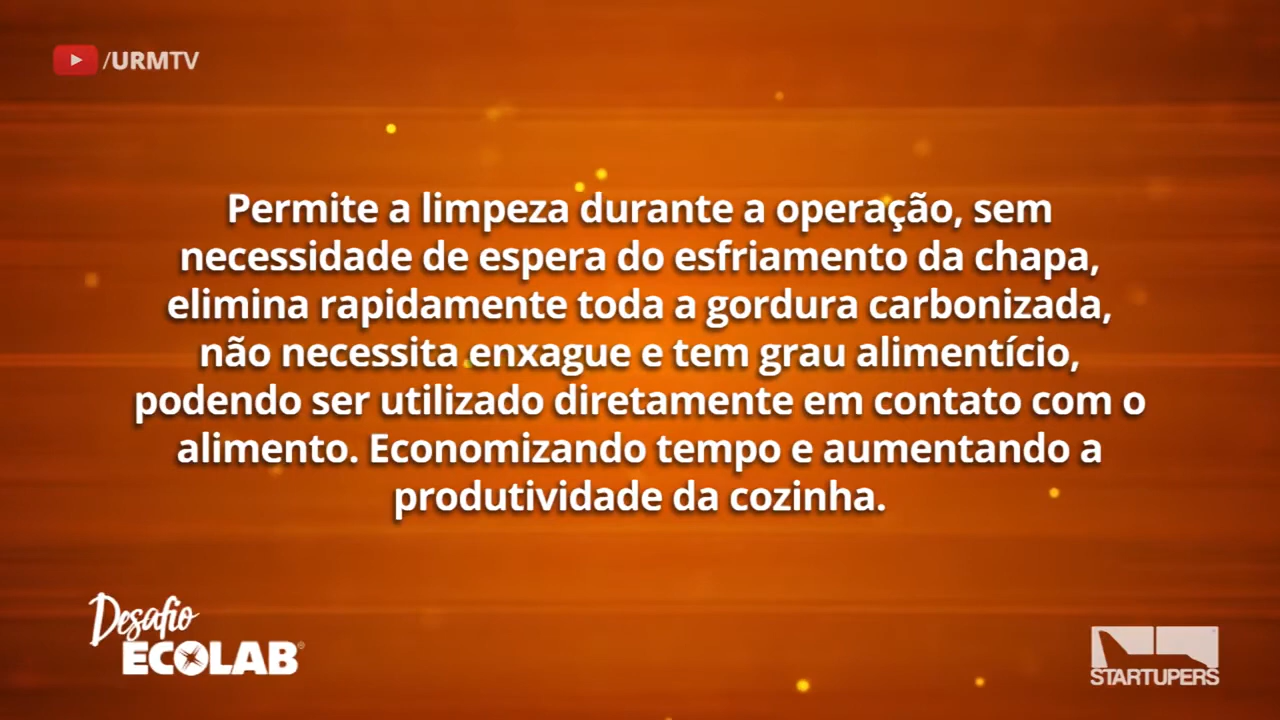 /URMTV
Permite a limpeza durante a operação, sem
necessidade de espera do esfriamento da chapa,
elimina rapidamente toda a gordura carbonizada,
não necessita enxague e tem grau alimentício,
podendo ser utilizado diretamente em contato com o
alimento. Economizando tempo e aumentando a
produtividade da cozinha.
Desafio
ECOLAB®
STARTUPERS